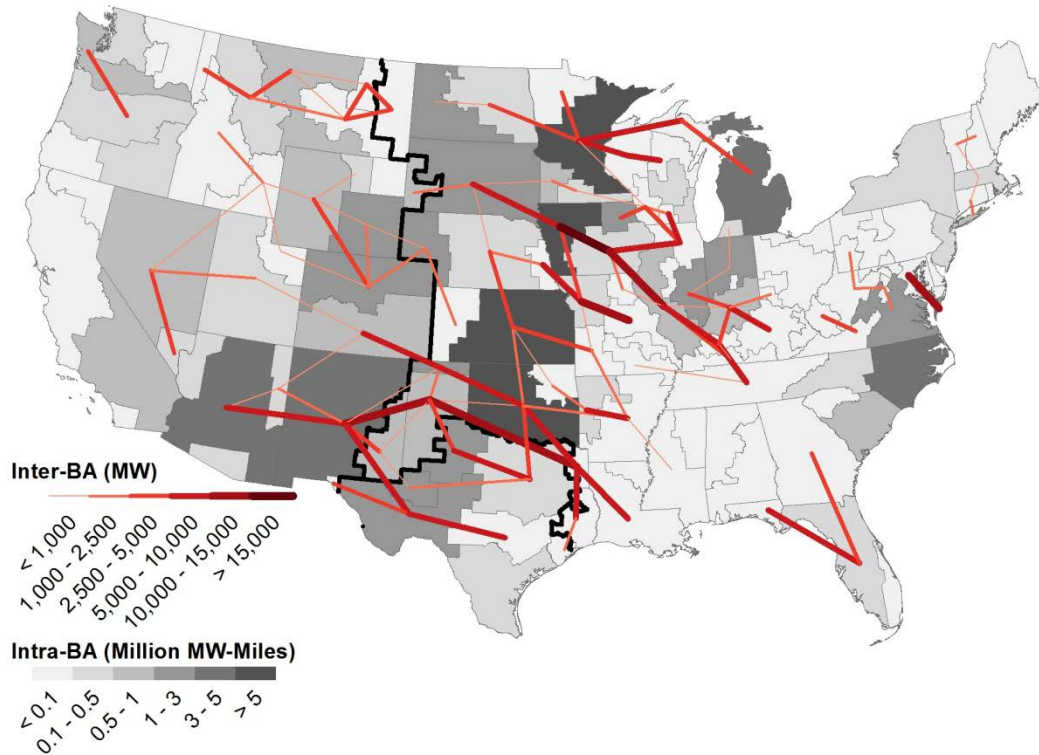 Inter-BA (MW)
< 1,000
1,000 - 2,500
2,500 - 5,000
5,000 - 10,000
10,000 - 15,000
> 15,000
Intra-BA (Million MW-Miles)
< 0.1
0.1 - 0.5
0.5 - 1
1 - 3
3 - 5
> 5